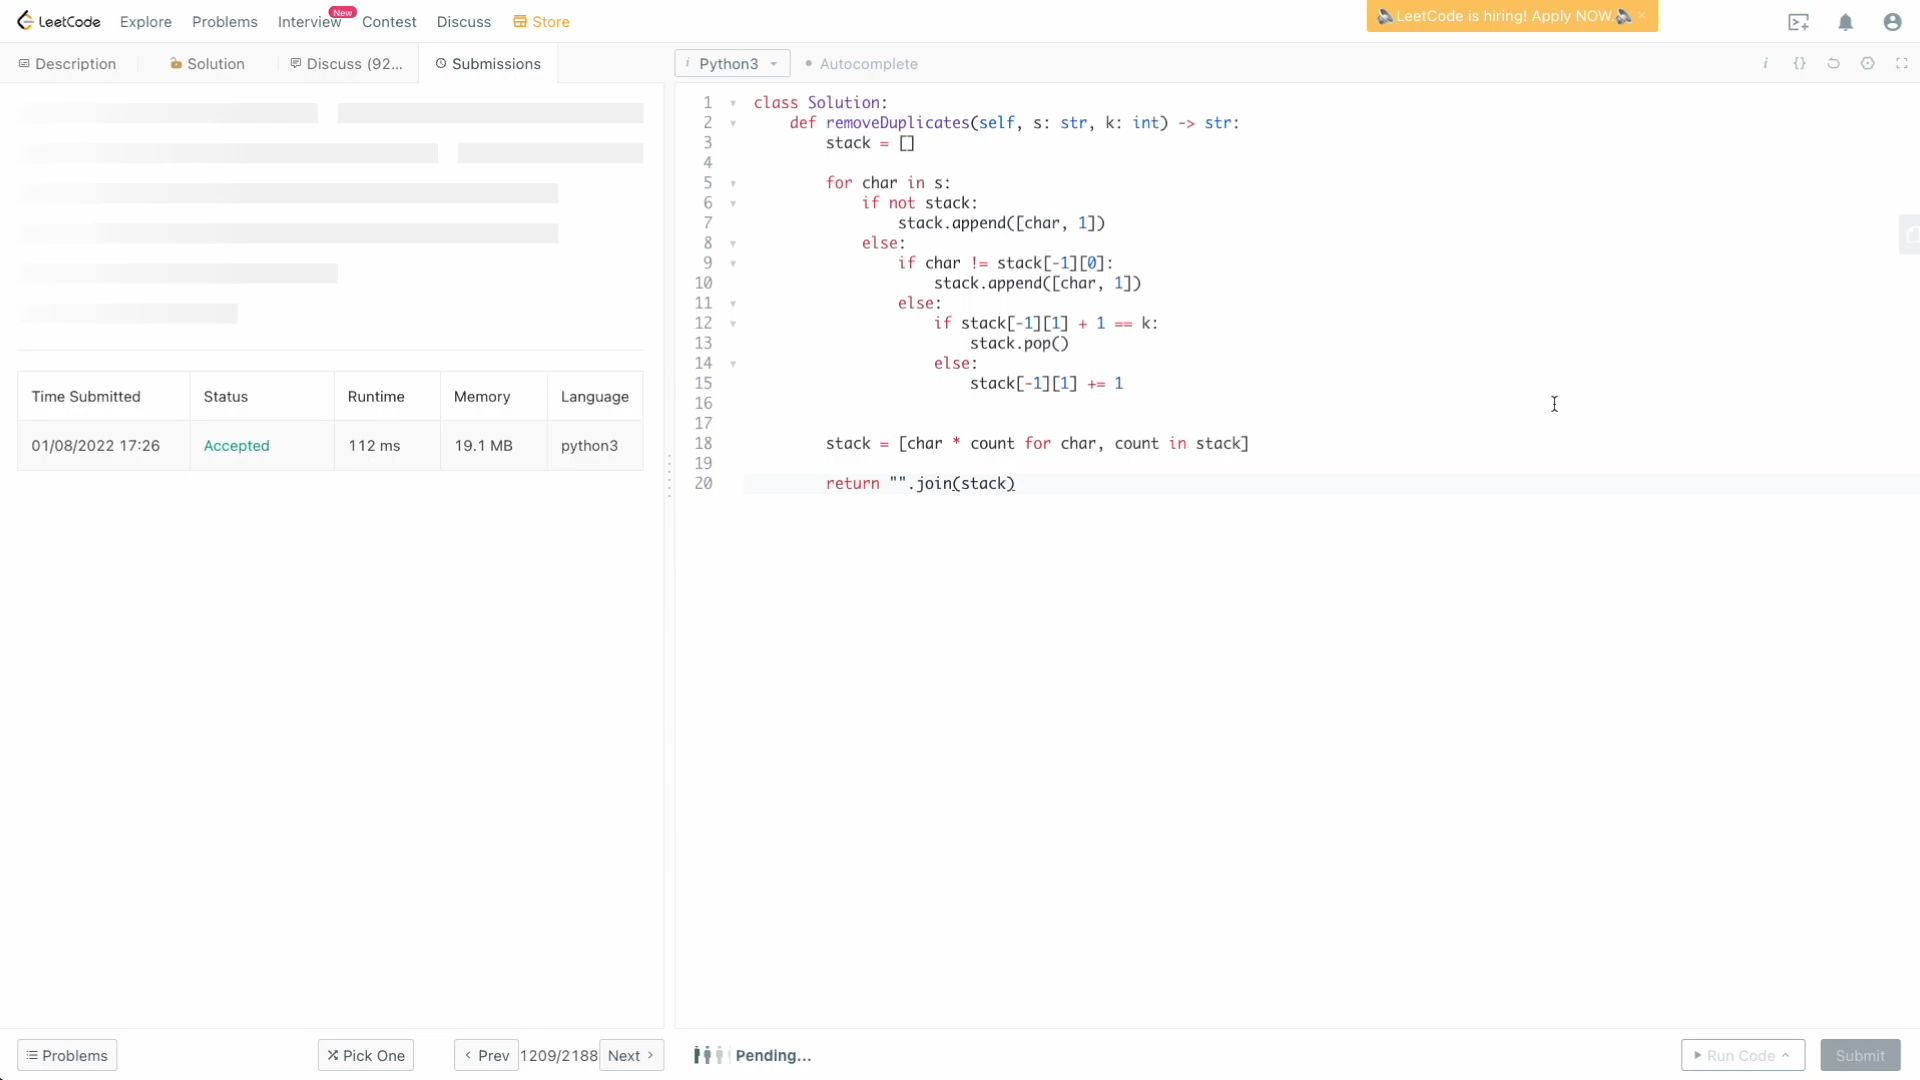 LeetCode Explore Problems Interview New Contest Discuss Store LeetCode is hiring! Apply NOW.
Description Solution Discuss (92... Submissions
i Python3 Autocomplete i {}
1 class Solution:
2 def removeDuplicates(self, s: str, k: int) -> str:
3 stack = []
4
5 for char in s:
6 if not stack:
7 stack.append([char, 1])
8 else:
9 if char != stack[-1][0]:
10 stack.append([char, 1])
11 else:
12 if stack[-1][1] + 1 == k:
13 stack.pop()
14 else:
15 stack[-1][1] += 1
16
17
18 stack = [char * count for char, count in stack]
19
20 return "".join(stack)
Time Submitted Status Runtime Memory Language
01/08/2022 17:26 Accepted 112 ms 19.1 MB python3
Problems Pick One Prev 1209/2188 Next Pending... Run Code Submit